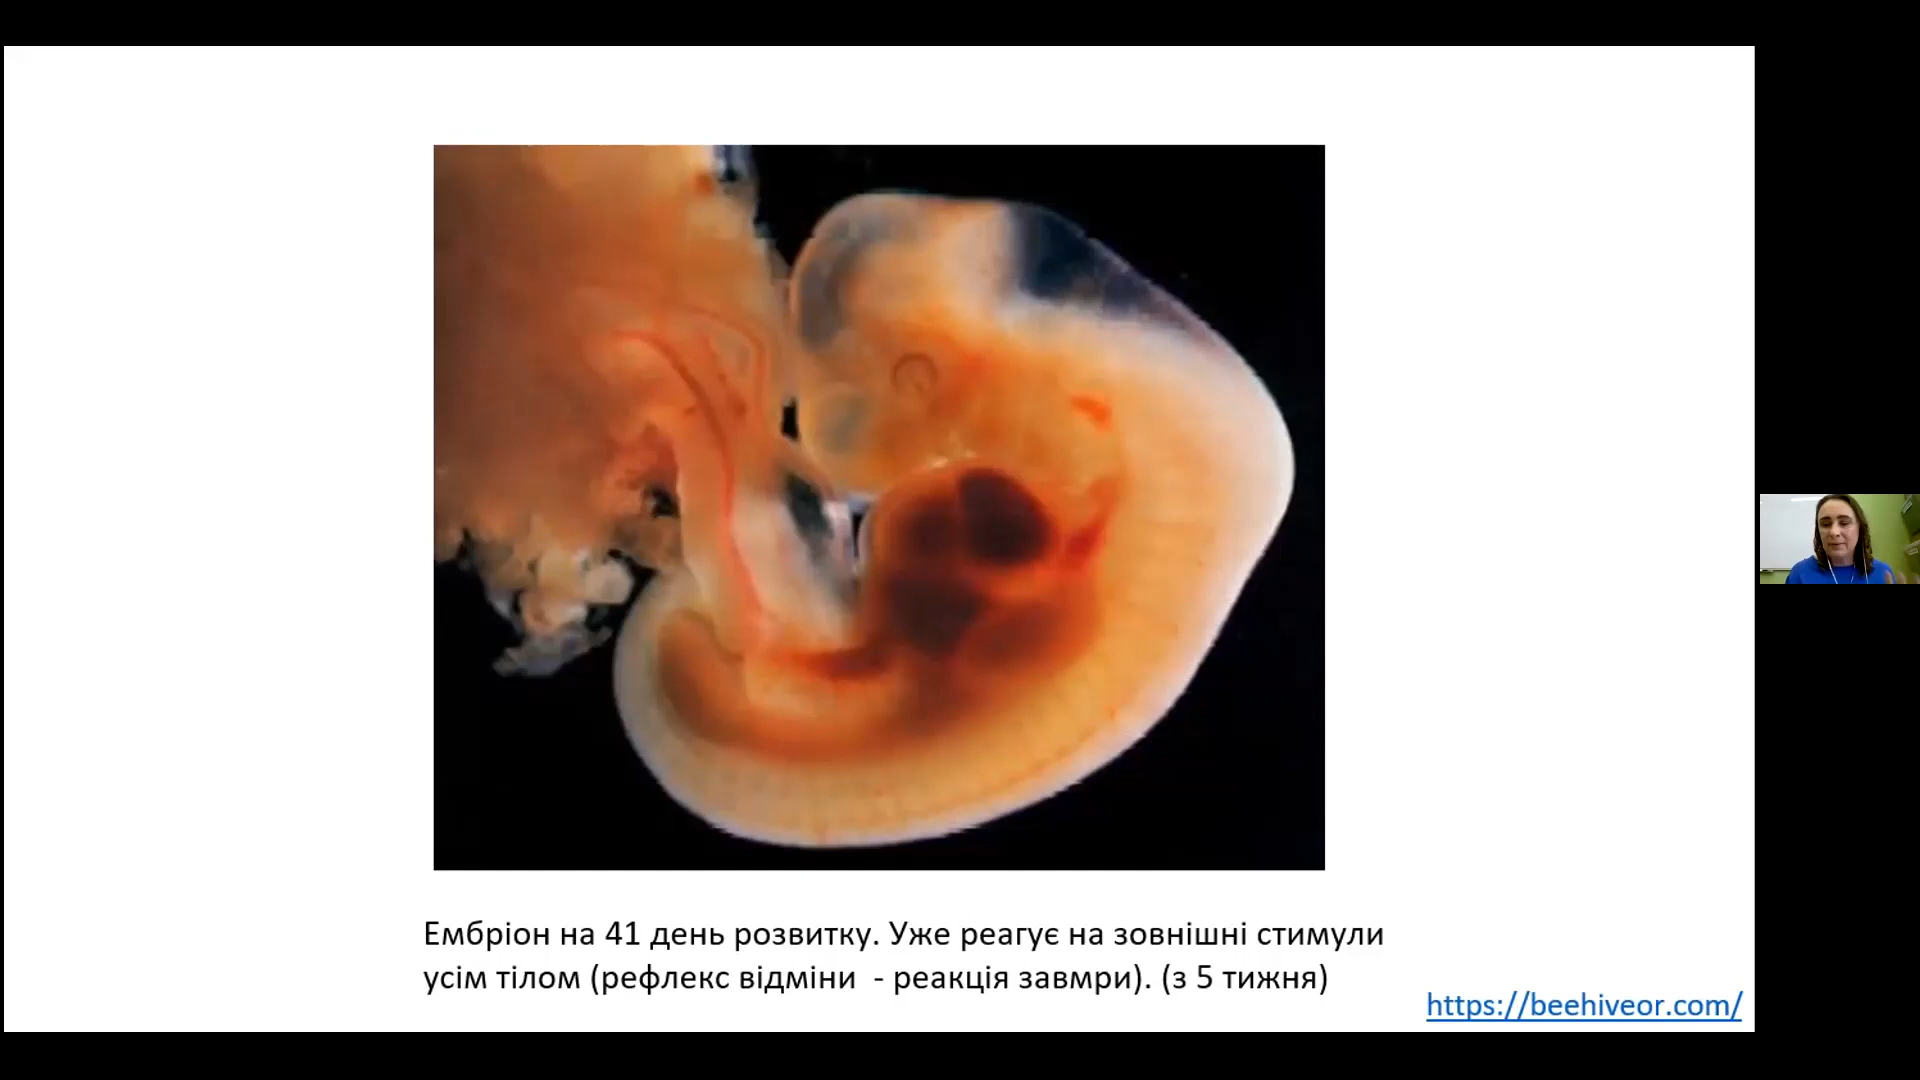 Ембріон на 41 день розвитку. Уже реагує на зовнішні стимули
усім тілом (рефлекс відміни - реакція завмри). (з 5 тижня)
https://beehiveor.com/